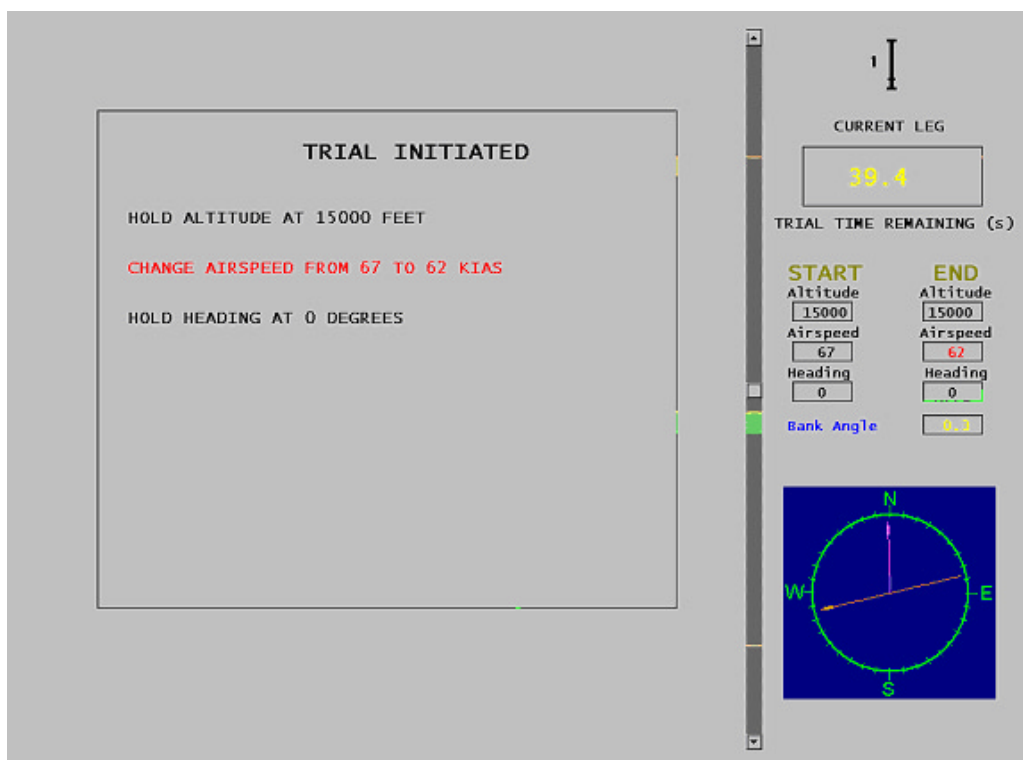 TRIAL INITIATED
HOLD ALTITUDE AT 15000 FEET
CHANGE AIRSPEED FROM 67 TO 62 KIAS
HOLD HEADING AT 0 DEGREES
1
CURRENT LEG
39.4
TRIAL TIME REMAINING (s)
START END
Altitude Altitude
15000 15000
Airspeed Airspeed
67 62
Heading Heading
0 0
Bank Angle
N
W E
S